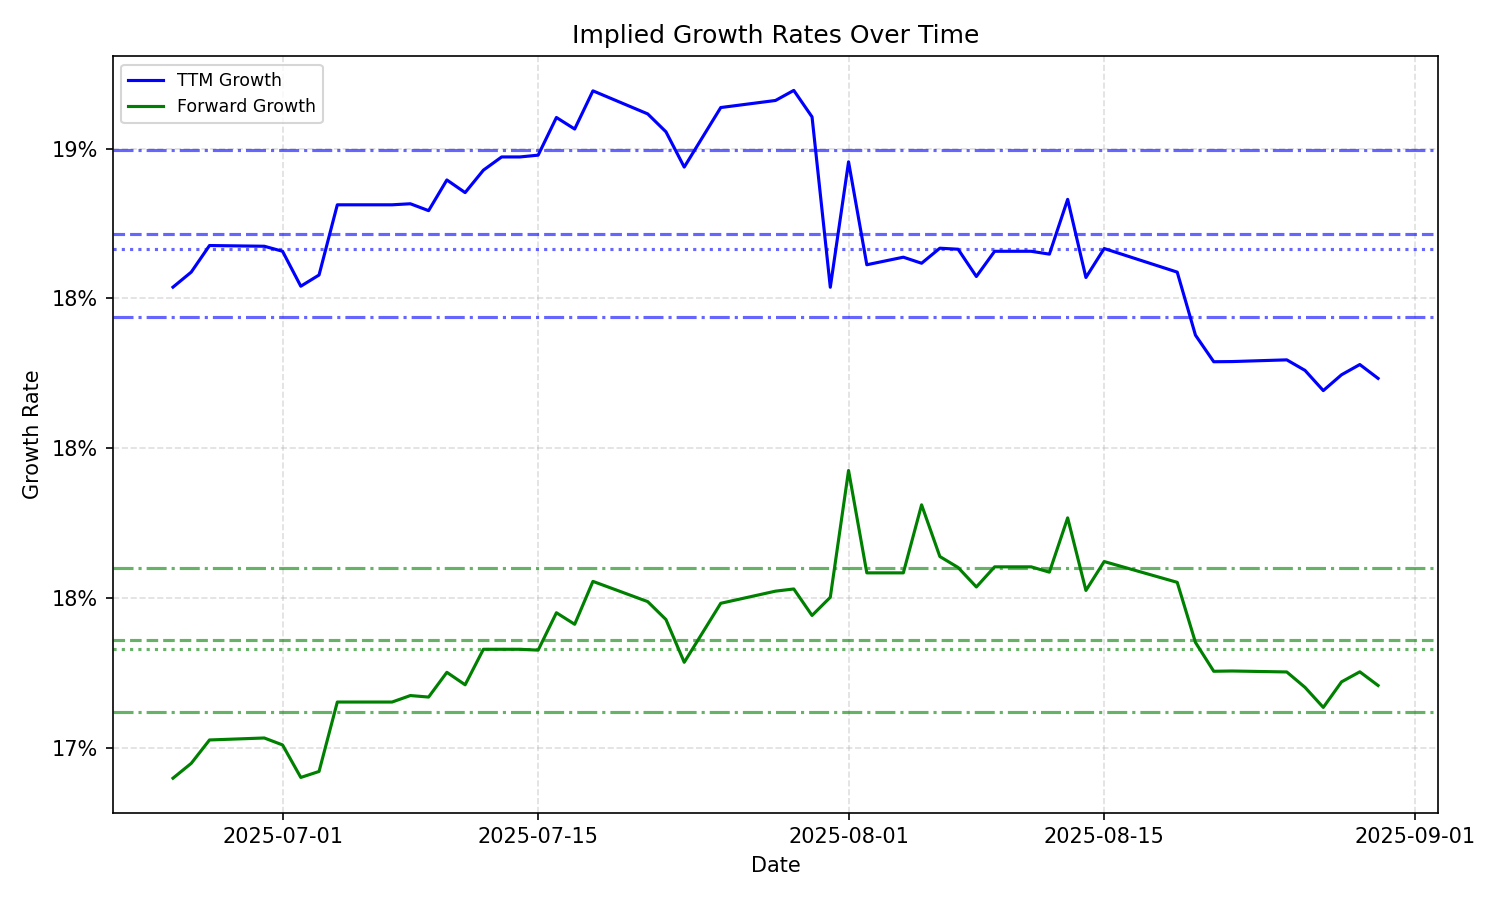 Implied Growth Rates Over Time
TTM Growth
Forward Growth
19%
18%
18%
18%
17%
Growth Rate
2025-07-01
2025-07-15
2025-08-01
2025-08-15
2025-09-01
Date